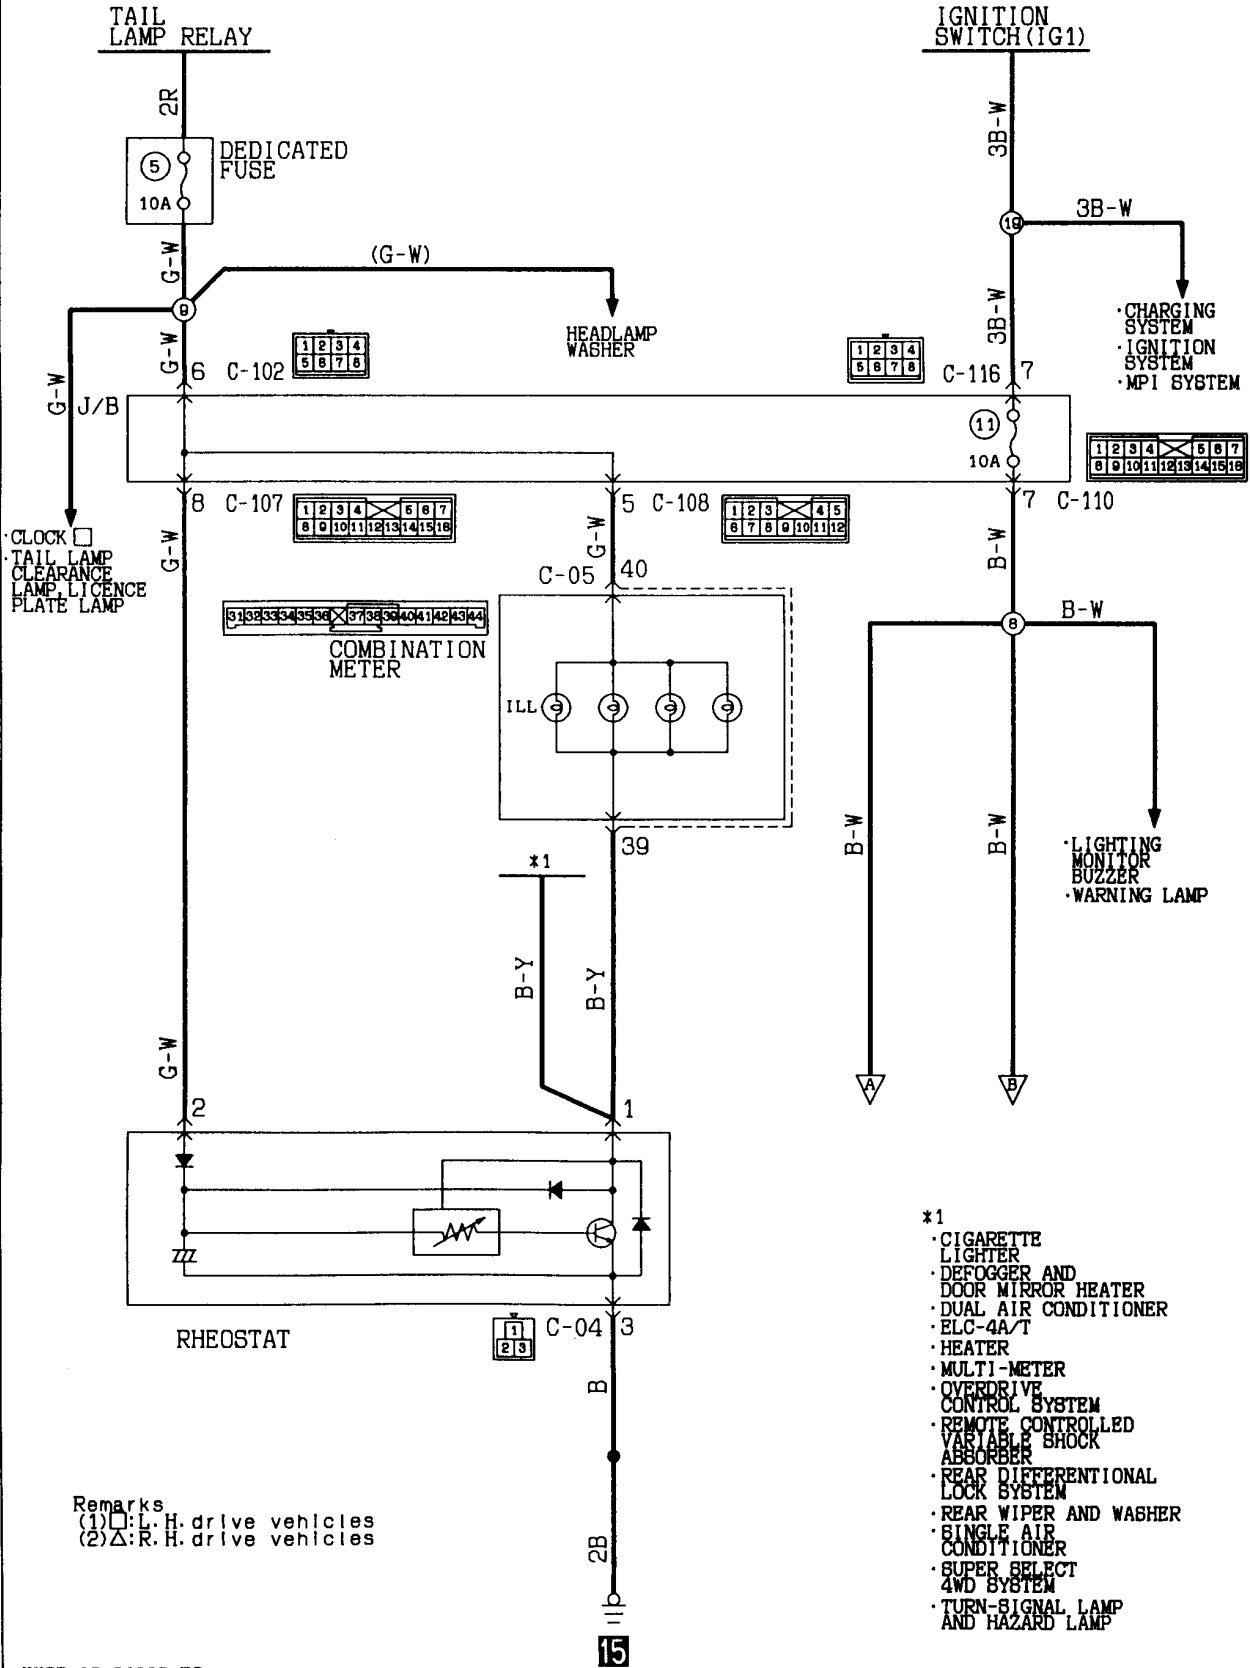 TAIL
LAMP RELAY
IGNITION
SWITCH(IG1)
2R
3B-W
DEDICATED
FUSE
5
10A
19
3B-W
G-W
(G-W)
9
3B-W
HEADLAMP
WASHER
·CHARGING
SYSTEM
·IGNITION
SYSTEM
·MPI SYSTEM
G-W
G-W
6
C-102
1 2 3 4
5 6 7 8
1 2 3 4
5 6 7 8
C-116
7
J/B
11
10A
1 2 3 4 5 6 7
8 9 10 11 12 13 14 15 16
8
C-107
1 2 3 4 5 6 7
8 9 10 11 12 13 14 15 16
5
C-108
1 2 3 4 5
6 7 8 9 10 11 12
7
C-110
·CLOCK □
·TAIL LAMP
CLEARANCE
LAMP,LICENCE
PLATE LAMP
G-W
G-W
B-W
C-05
40
31 32 33 34 35 36 37 38 39 40 41 42 43 44
COMBINATION
METER
8
B-W
ILL
39
B-W
B-W
·LIGHTING
MONITOR
BUZZER
·WARNING LAMP
*1
B-Y
B-Y
G-W
A
B
2
1
RHEOSTAT
1
2 3
C-04
3
B
2B
15
*1
·CIGARETTE
LIGHTER
·DEFOGGER AND
DOOR MIRROR HEATER
·DUAL AIR CONDITIONER
·ELC-4A/T
·HEATER
·MULTI-METER
·OVERDRIVE
CONTROL SYSTEM
·REMOTE CONTROLLED
VARIABLE SHOCK
ABSORBER
·REAR DIFFERENTIONAL
LOCK SYSTEM
·REAR WIPER AND WASHER
·SINGLE AIR
CONDITIONER
·SUPER SELECT
4WD SYSTEM
·TURN-SIGNAL LAMP
AND HAZARD LAMP
Remarks
(1)□:L.H.drive vehicles
(2)△:R.H.drive vehicles